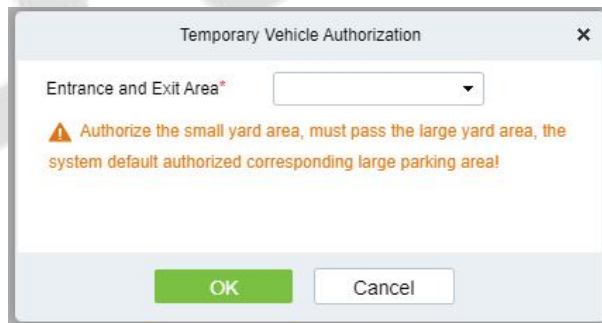 Temporary Vehicle Authorization ×
Entrance and Exit Area*
Authorize the small yard area, must pass the large yard area, the
system default authorized corresponding large parking area!
OK Cancel